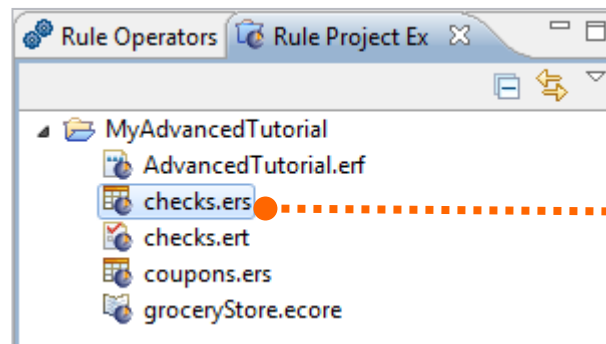 Rule Operators Rule Project Ex
MyAdvancedTutorial
AdvancedTutorial.erf
checks.ers
checks.ert
coupons.ers
groceryStore.ecore